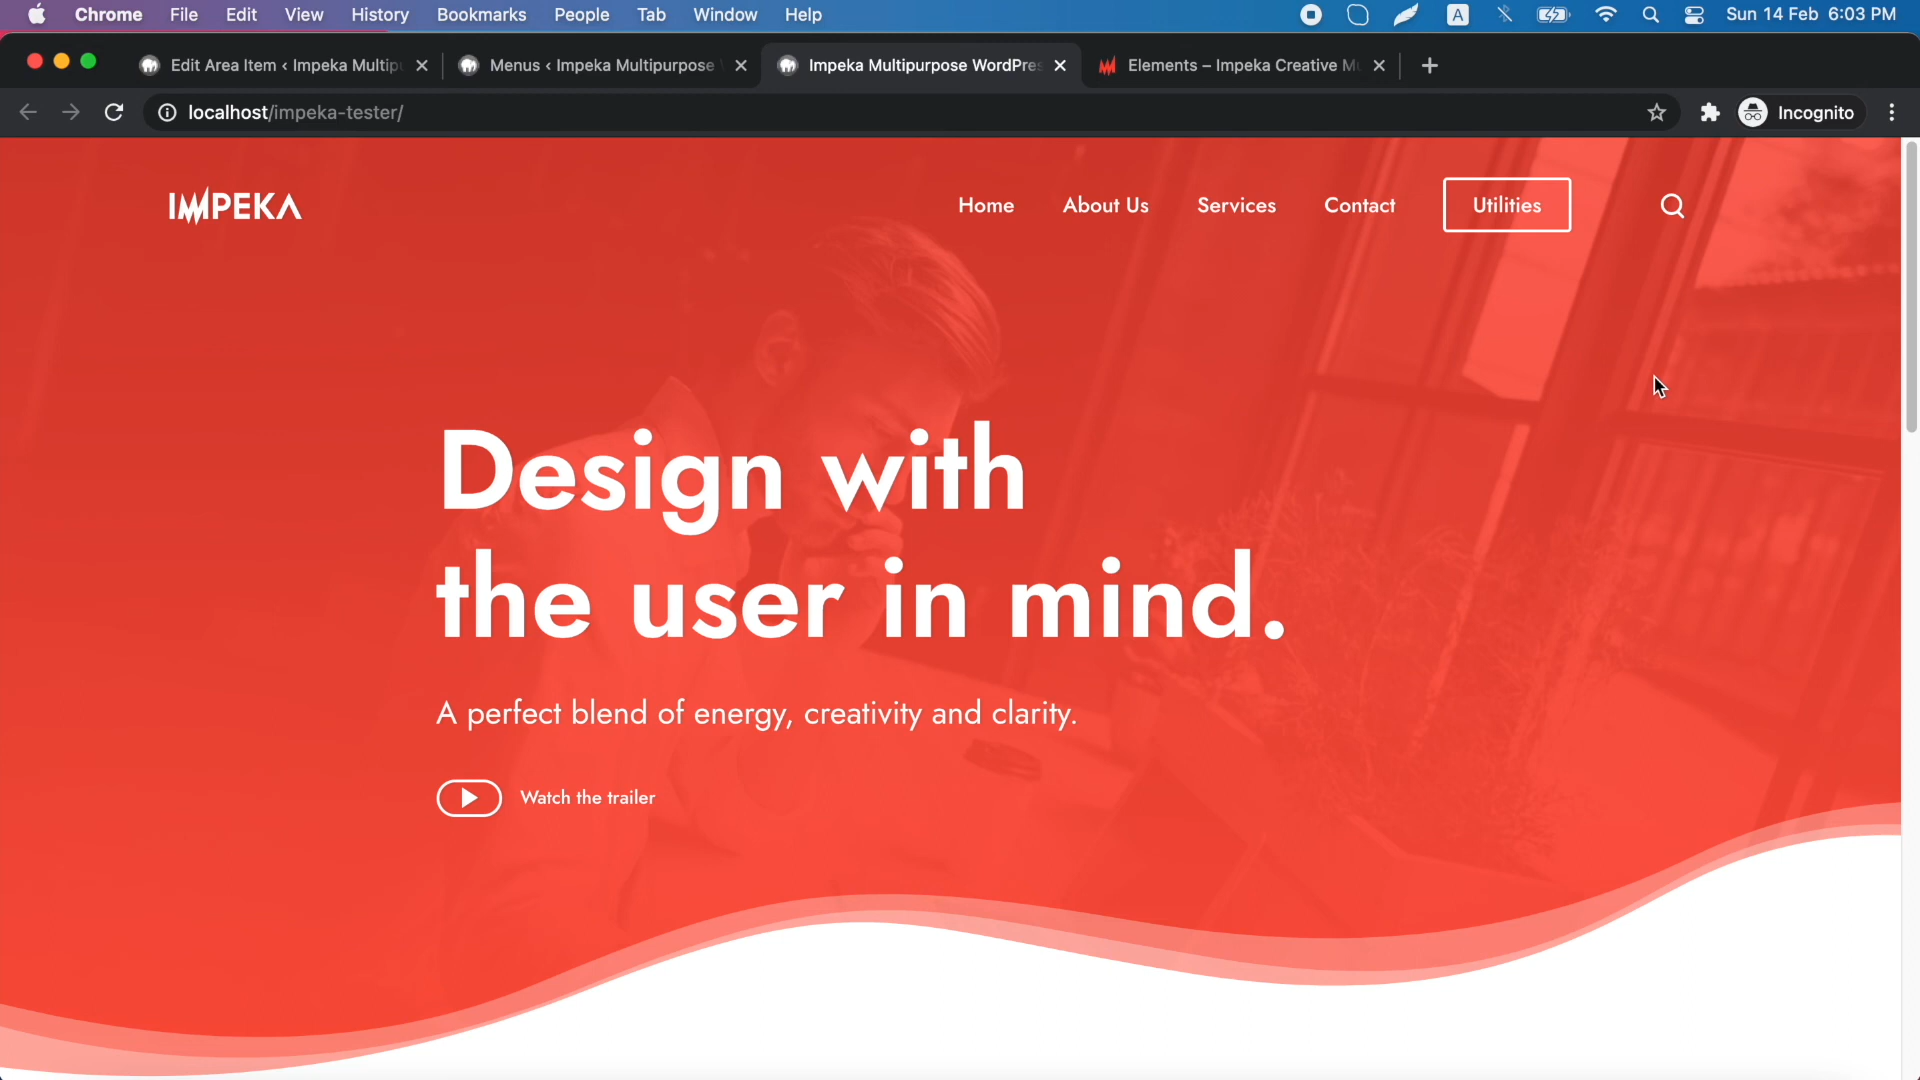 Chrome File Edit View History Bookmarks People Tab Window Help A Sun 14 Feb 6:03 PM
Edit Area Item ‹ Impeka Multip Menus ‹ Impeka Multipurpose Impeka Multipurpose WordPres Elements – Impeka Creative M
localhost/impeka-tester/ Incognito
IMPEKA Home About Us Services Contact Utilities
Design with
the user in mind.
A perfect blend of energy, creativity and clarity.
Watch the trailer